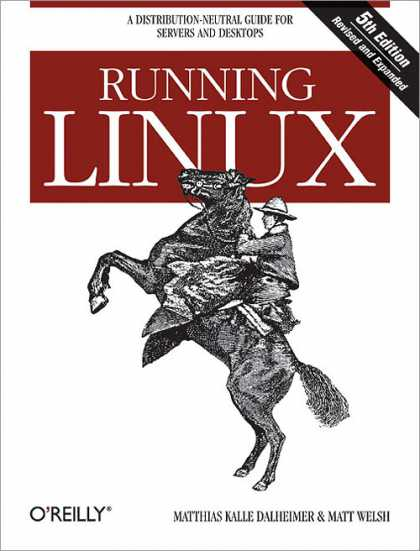 A DISTRIBUTION-NEUTRAL GUIDE FOR
SERVERS AND DESKTOPS
5th Edition
Revised and Expanded
RUNNING
LINUX
O'REILLY®
MATTHIAS KALLE DALHEIMER & MATT WELSH